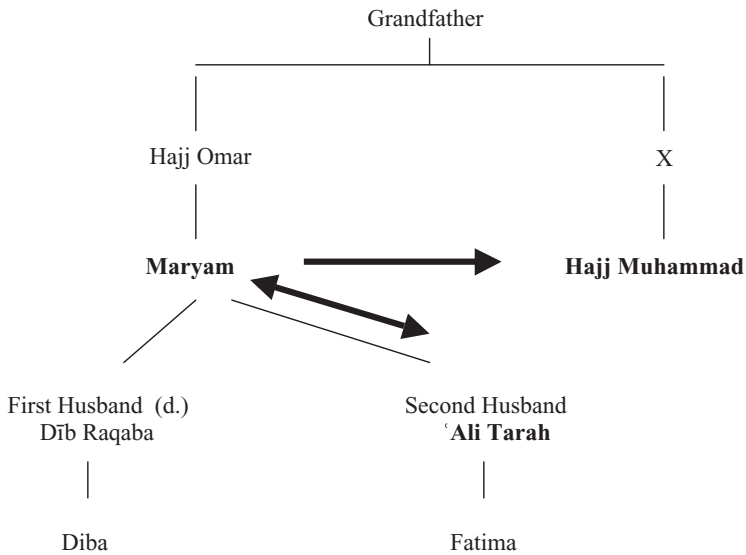 Grandfather
Hajj Omar
X
Maryam
Hajj Muhammad
First Husband (d.)
Dīb Raqaba
Second Husband
ʿAli Tarah
Diba
Fatima